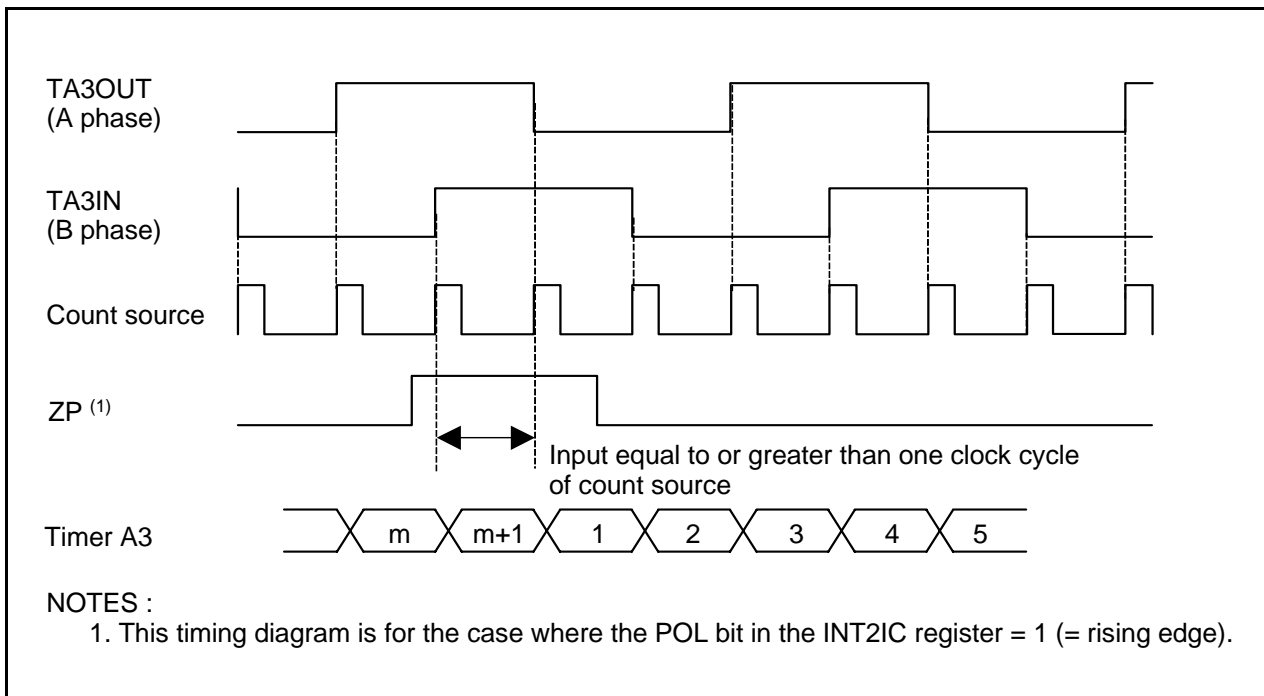 TA3OUT
(A phase)
TA3IN
(B phase)
Count source
ZP (1)
Input equal to or greater than one clock cycle
of count source
Timer A3
m
m+1
1
2
3
4
5
NOTES :
1. This timing diagram is for the case where the POL bit in the INT2IC register = 1 (= rising edge).